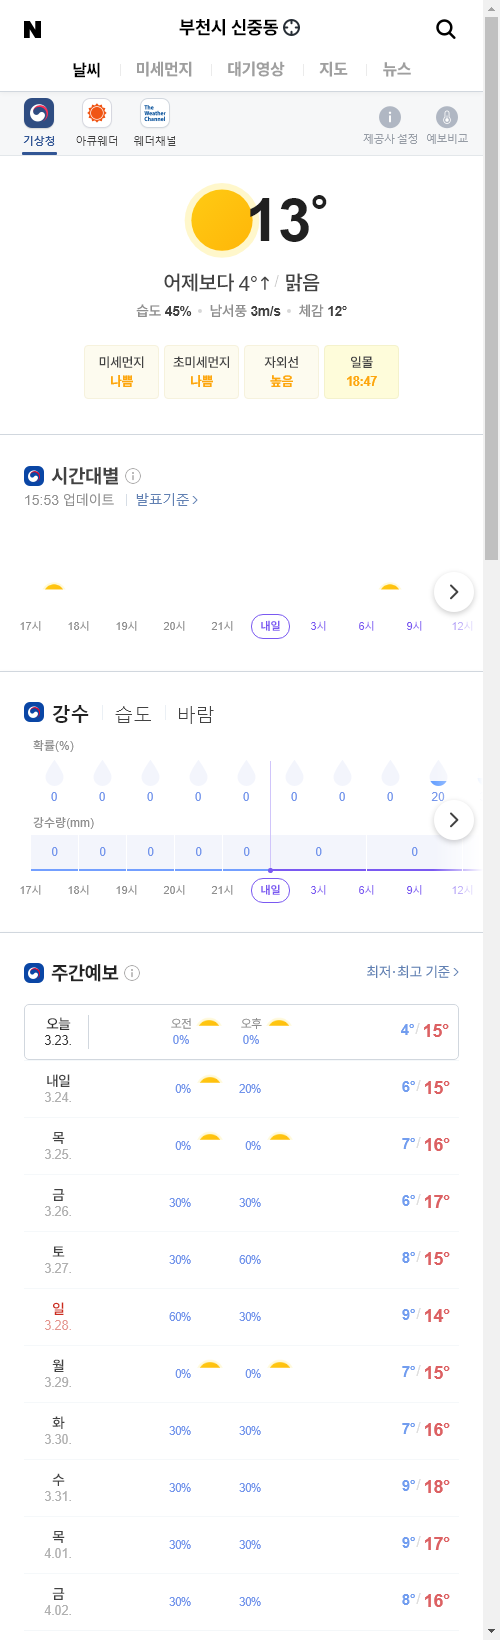 N
부천시 신중동
날씨 미세먼지 대기영상 지도 뉴스
The Weather Channel
기상청 아큐웨더 웨더채널 제공사 설정 예보비교
13°
어제보다 4°↑ / 맑음
습도 45% • 남서풍 3m/s • 체감 12°
미세먼지 초미세먼지 자외선 일몰
나쁨 나쁨 높음 18:47
시간대별
15:53 업데이트 발표기준 >
17시 18시 19시 20시 21시 내일 3시 6시 9시 12시
강수 습도 바람
확률(%)
0 0 0 0 0 0 0 0 20
강수량(mm)
0 0 0 0 0 0 0
17시 18시 19시 20시 21시 내일 3시 6시 9시 12시
주간예보 최저·최고 기준 >
오늘 오전 오후
3.23. 0% 0% 4°/ 15°
내일
3.24. 0% 20% 6°/ 15°
목
3.25. 0% 0% 7°/ 16°
금
3.26. 30% 30% 6°/ 17°
토
3.27. 30% 60% 8°/ 15°
일
3.28. 60% 30% 9°/ 14°
월
3.29. 0% 0% 7°/ 15°
화
3.30. 30% 30% 7°/ 16°
수
3.31. 30% 30% 9°/ 18°
목
4.01. 30% 30% 9°/ 17°
금
4.02. 30% 30% 8°/ 16°